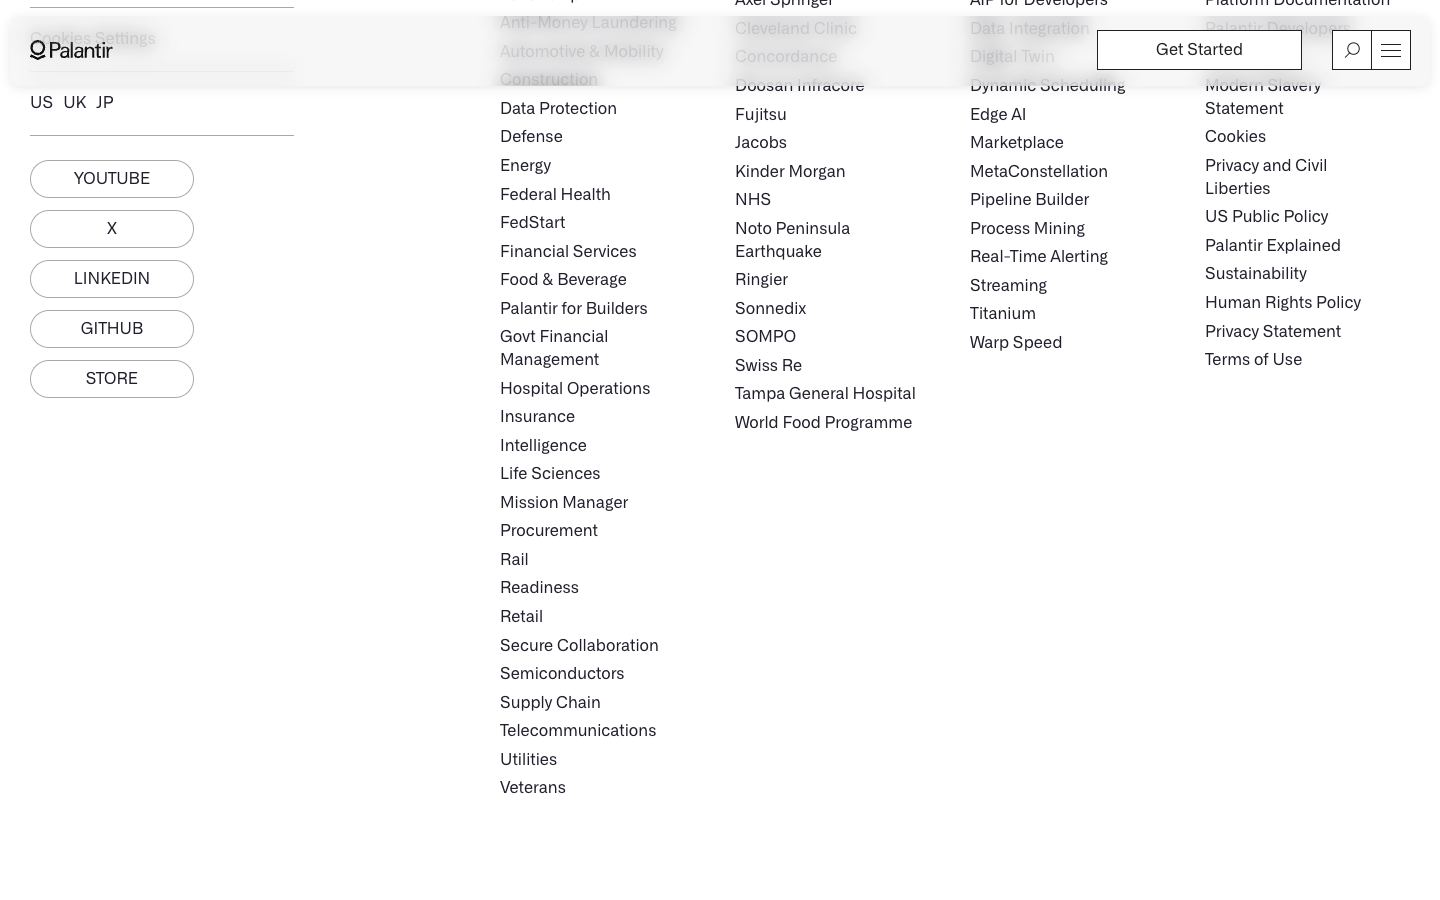 Palantir
Get Started
Cookies Settings
US UK JP
YOUTUBE
X
LINKEDIN
GITHUB
STORE
Anti-Money Laundering
Automotive & Mobility
Construction
Data Protection
Defense
Energy
Federal Health
FedStart
Financial Services
Food & Beverage
Palantir for Builders
Govt Financial
Management
Hospital Operations
Insurance
Intelligence
Life Sciences
Mission Manager
Procurement
Rail
Readiness
Retail
Secure Collaboration
Semiconductors
Supply Chain
Telecommunications
Utilities
Veterans
Axel Springer
Cleveland Clinic
Concordance
Doosan Infracore
Fujitsu
Jacobs
Kinder Morgan
NHS
Noto Peninsula
Earthquake
Ringier
Sonnedix
SOMPO
Swiss Re
Tampa General Hospital
World Food Programme
AIP for Developers
Data Integration
Digital Twin
Dynamic Scheduling
Edge AI
Marketplace
MetaConstellation
Pipeline Builder
Process Mining
Real-Time Alerting
Streaming
Titanium
Warp Speed
Platform Documentation
Palantir Developers
Modern Slavery
Statement
Cookies
Privacy and Civil
Liberties
US Public Policy
Palantir Explained
Sustainability
Human Rights Policy
Privacy Statement
Terms of Use